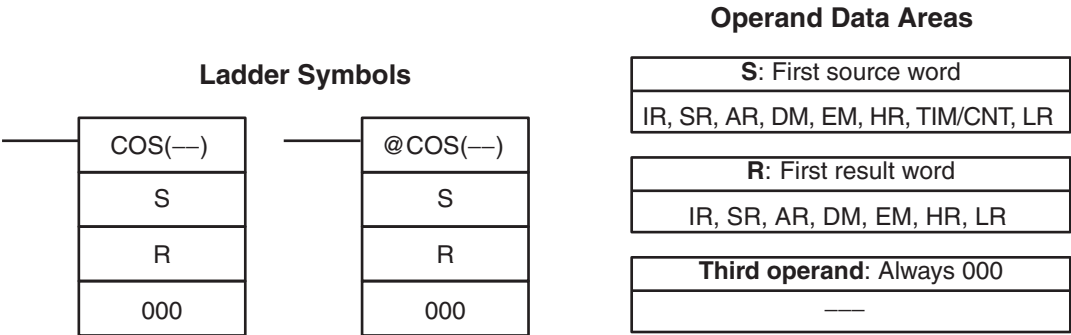 Ladder Symbols
COS(––)
S
R
000
@COS(––)
S
R
000
Operand Data Areas
S: First source word
IR, SR, AR, DM, EM, HR, TIM/CNT, LR
R: First result word
IR, SR, AR, DM, EM, HR, LR
Third operand: Always 000
–––